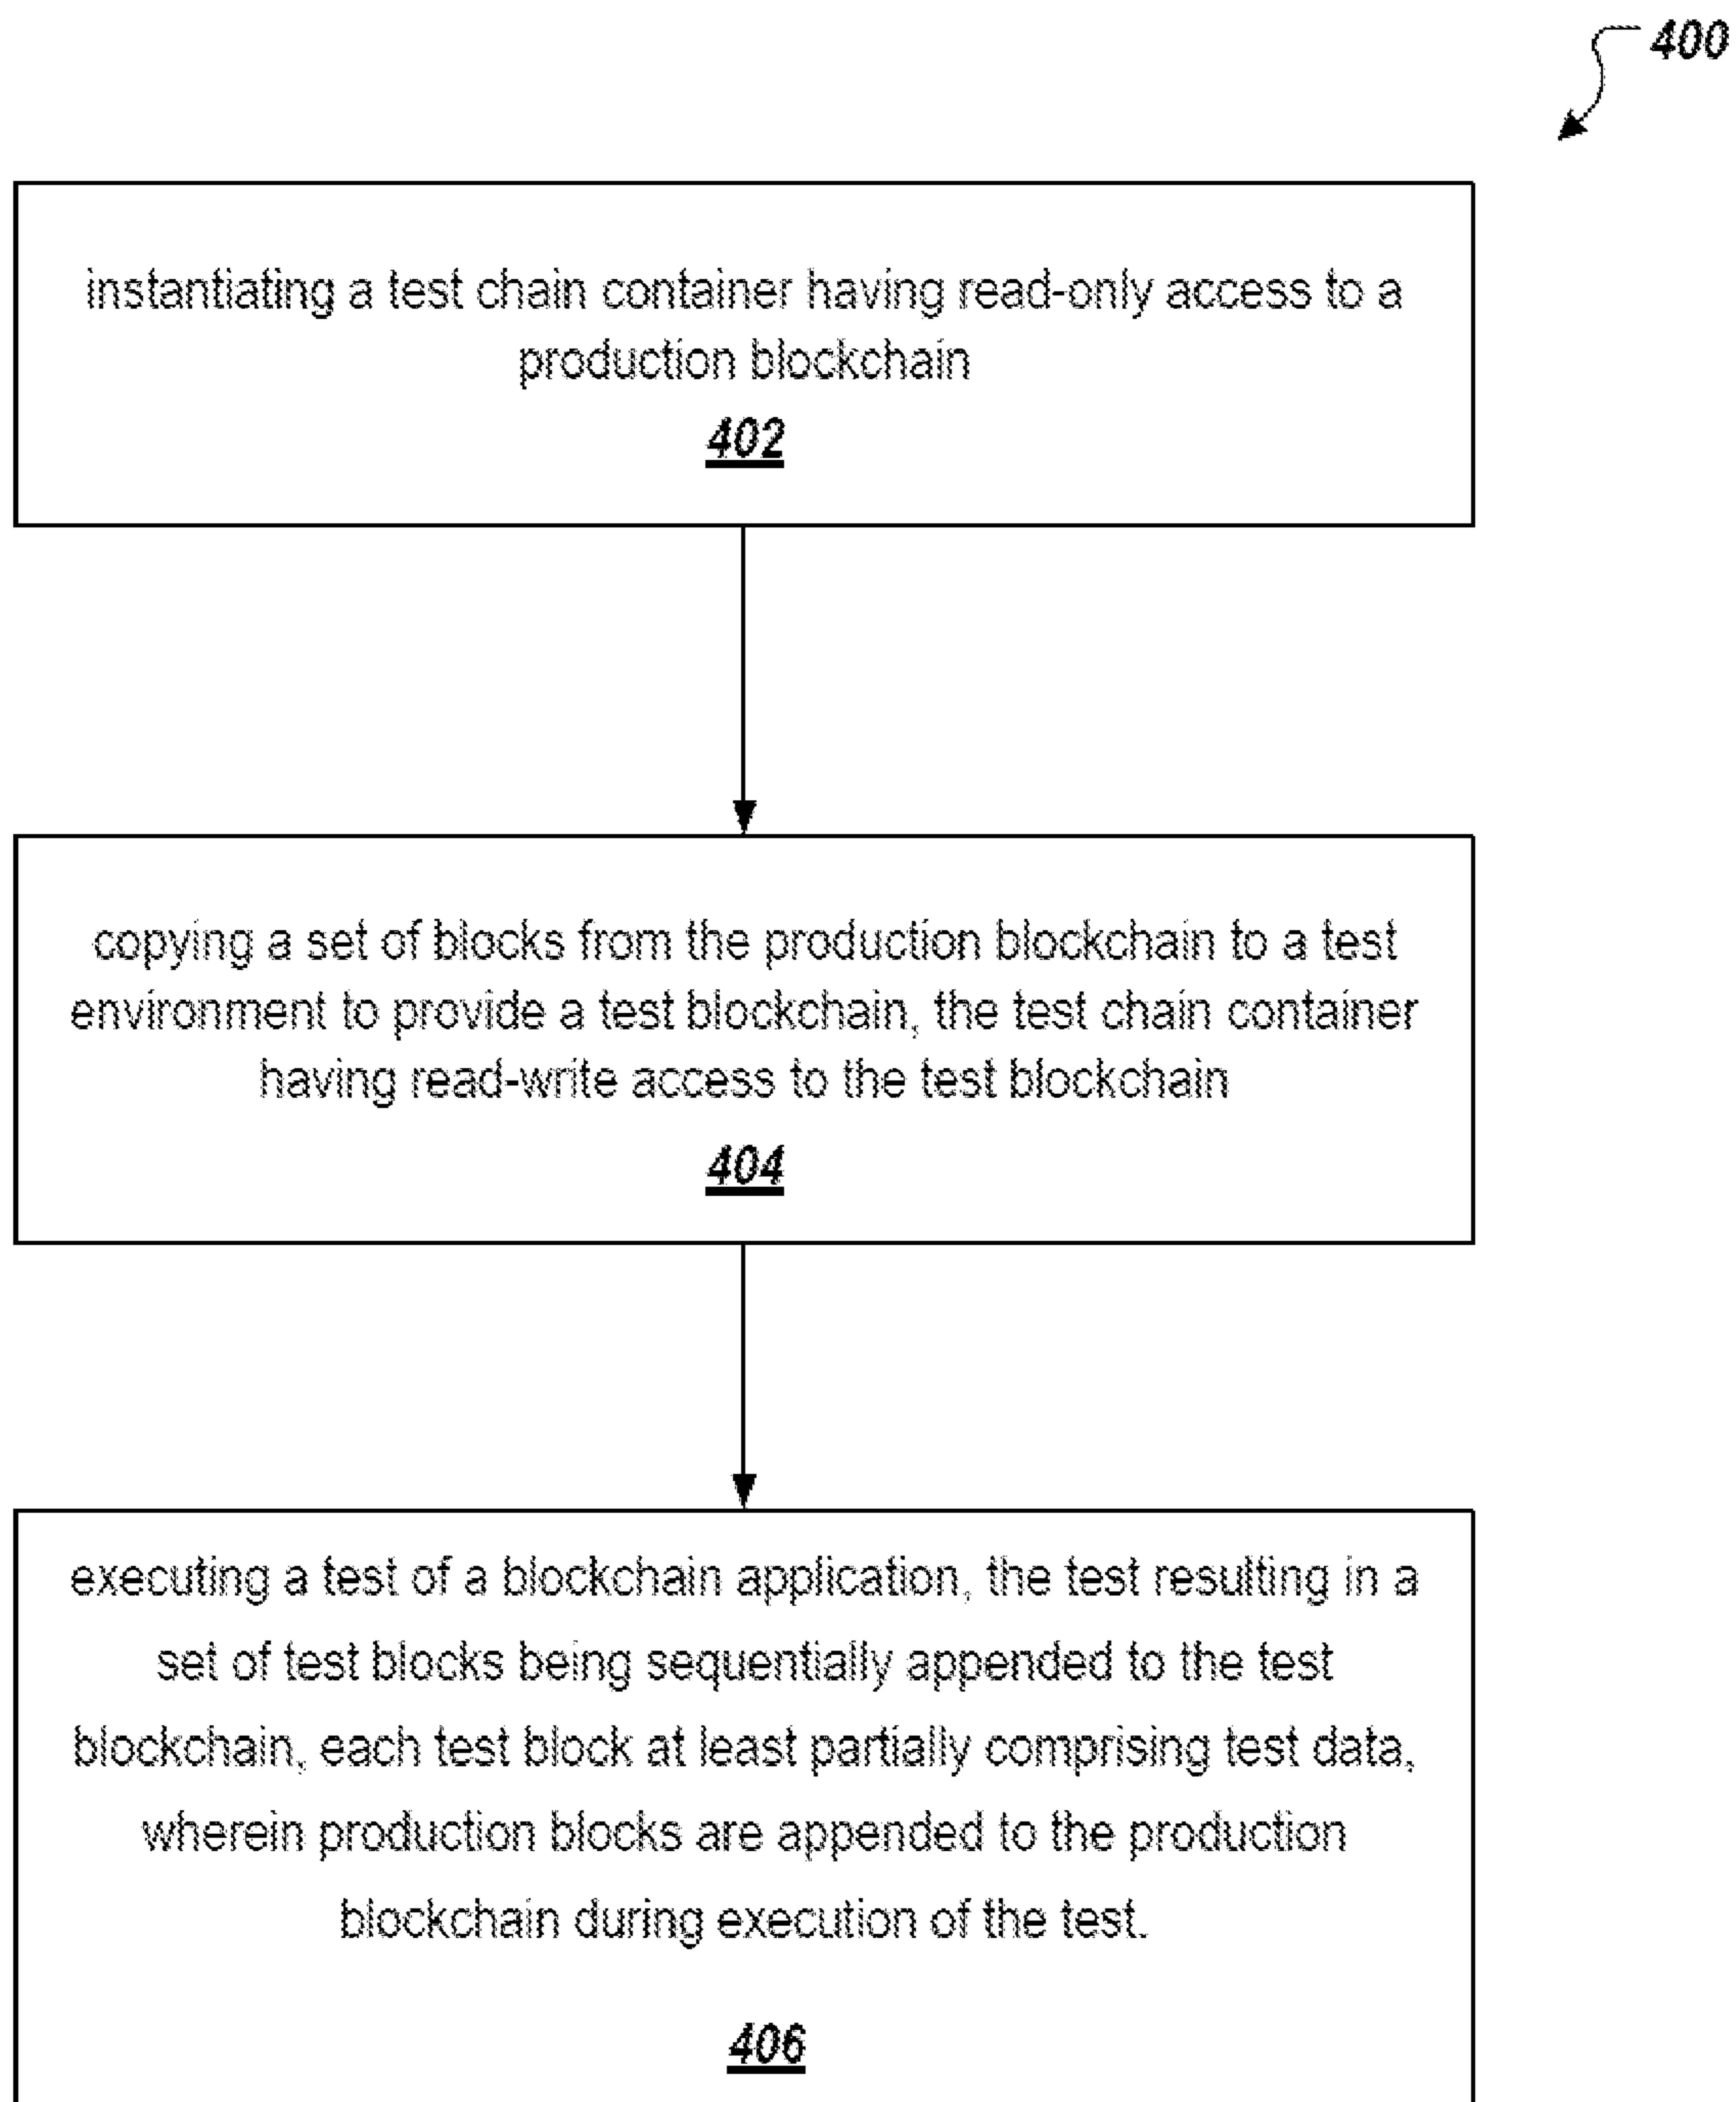 400
instantiating a test chain container having read-only access to a
production blockchain
402
copying a set of blocks from the production blockchain to a test
environment to provide a test blockchain, the test chain container
having read-write access to the test blockchain
404
executing a test of a blockchain application, the test resulting in a
set of test blocks being sequentially appended to the test
blockchain, each test block at least partially comprising test data,
wherein production blocks are appended to the production
blockchain during execution of the test.
406